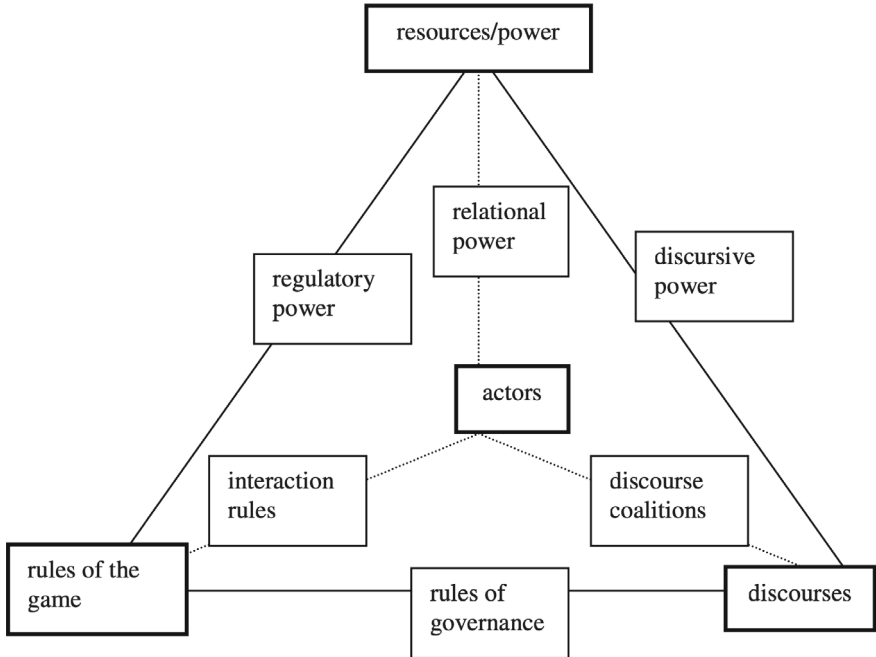 resources/power
relational
power
discursive
power
regulatory
power
actors
interaction
rules
discourse
coalitions
rules of the
game
rules of
governance
discourses